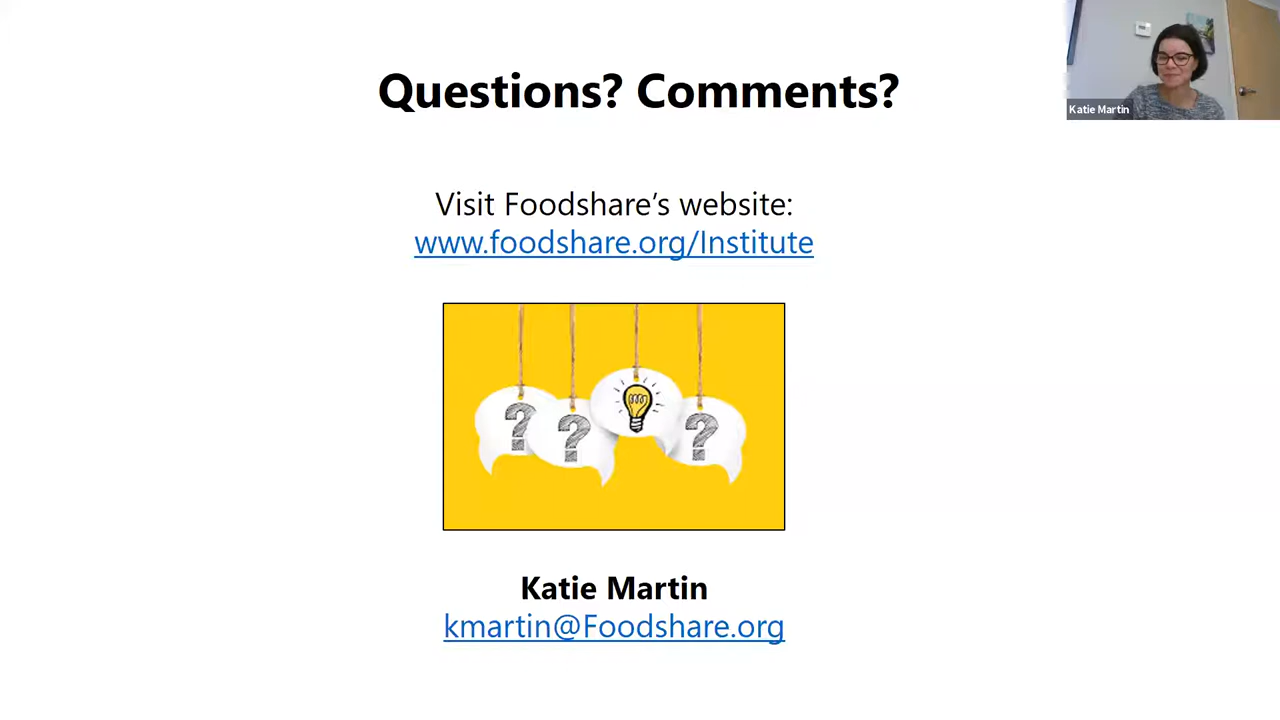 Questions? Comments?
Katie Martin
Visit Foodshare’s website:
www.foodshare.org/Institute
? ? ?
Katie Martin
kmartin@Foodshare.org